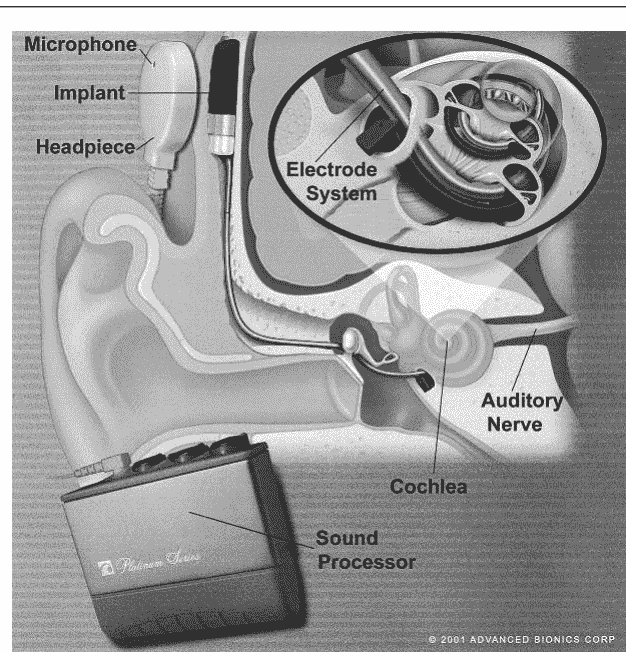 Microphone
Implant
Headpiece
Electrode
System
Auditory
Nerve
Cochlea
Sound
Processor
Platinum Series
© 2001 ADVANCED BIONICS CORP